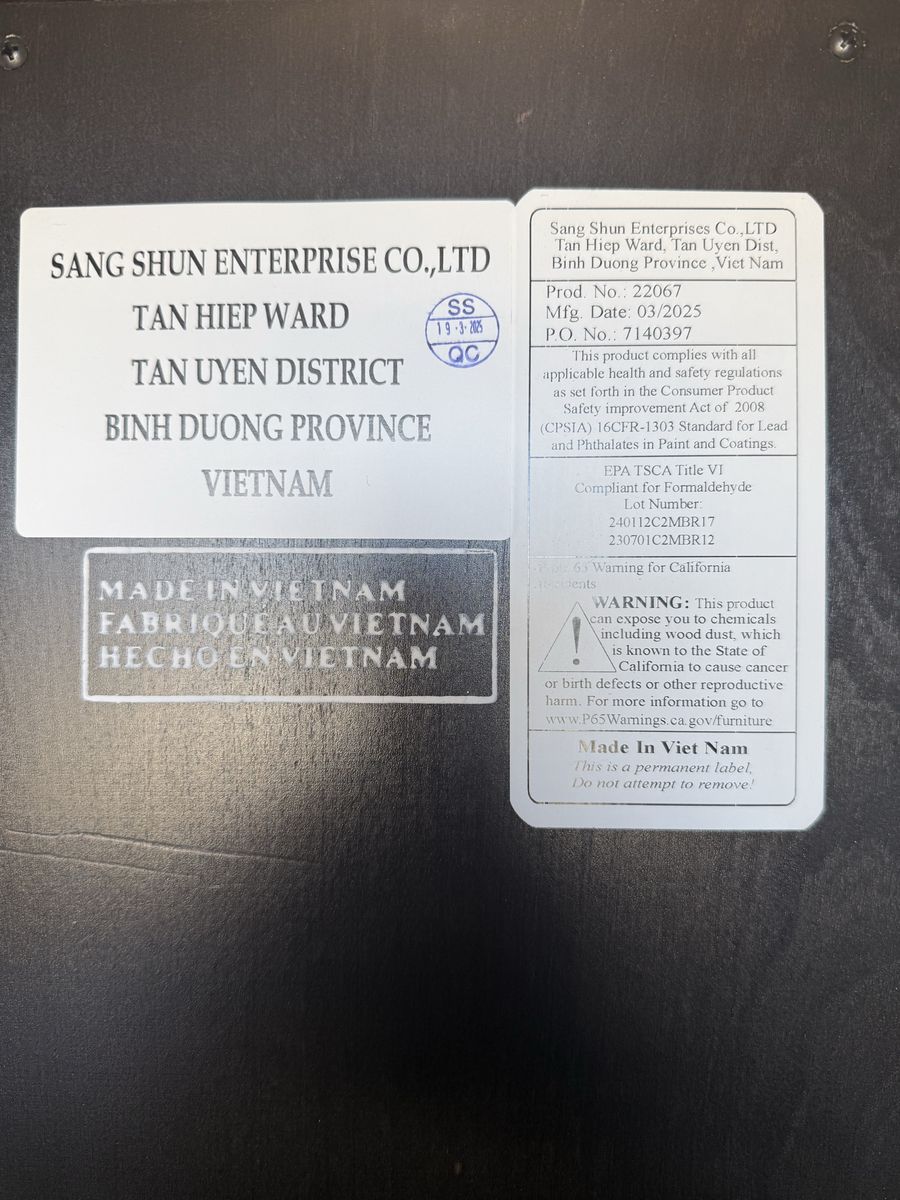 SANG SHUN ENTERPRISE CO.,LTD
TAN HIEP WARD
TAN UYEN DISTRICT
BINH DUONG PROVINCE
VIETNAM
SS
19 -3- 2025
QC
MADE IN VIETNAM
FABRIQUE AU VIETNAM
HECHO EN VIETNAM
Sang Shun Enterprises Co.,LTD
Tan Hiep Ward, Tan Uyen Dist,
Binh Duong Province ,Viet Nam
Prod. No.: 22067
Mfg. Date: 03/2025
P.O. No.: 7140397
This product complies with all
applicable health and safety regulations
as set forth in the Consumer Product
Safety improvement Act of 2008
(CPSIA) 16CFR-1303 Standard for Lead
and Phthalates in Paint and Coatings.
EPA TSCA Title VI
Compliant for Formaldehyde
Lot Number:
240112C2MBR17
230701C2MBR12
65 Warning for California
WARNING: This product
can expose you to chemicals
including wood dust, which
is known to the State of
California to cause cancer
or birth defects or other reproductive
harm. For more information go to
www.P65Warnings.ca.gov/furniture
Made In Viet Nam
This is a permanent label,
Do not attempt to remove!